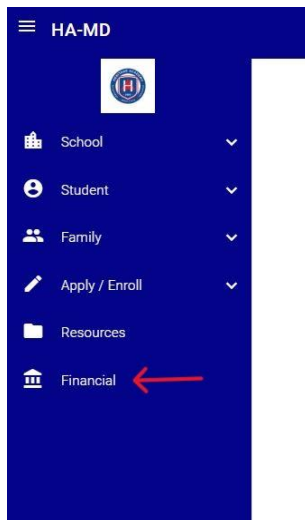 HA-MD
H
School
Student
Family
Apply / Enroll
Resources
Financial